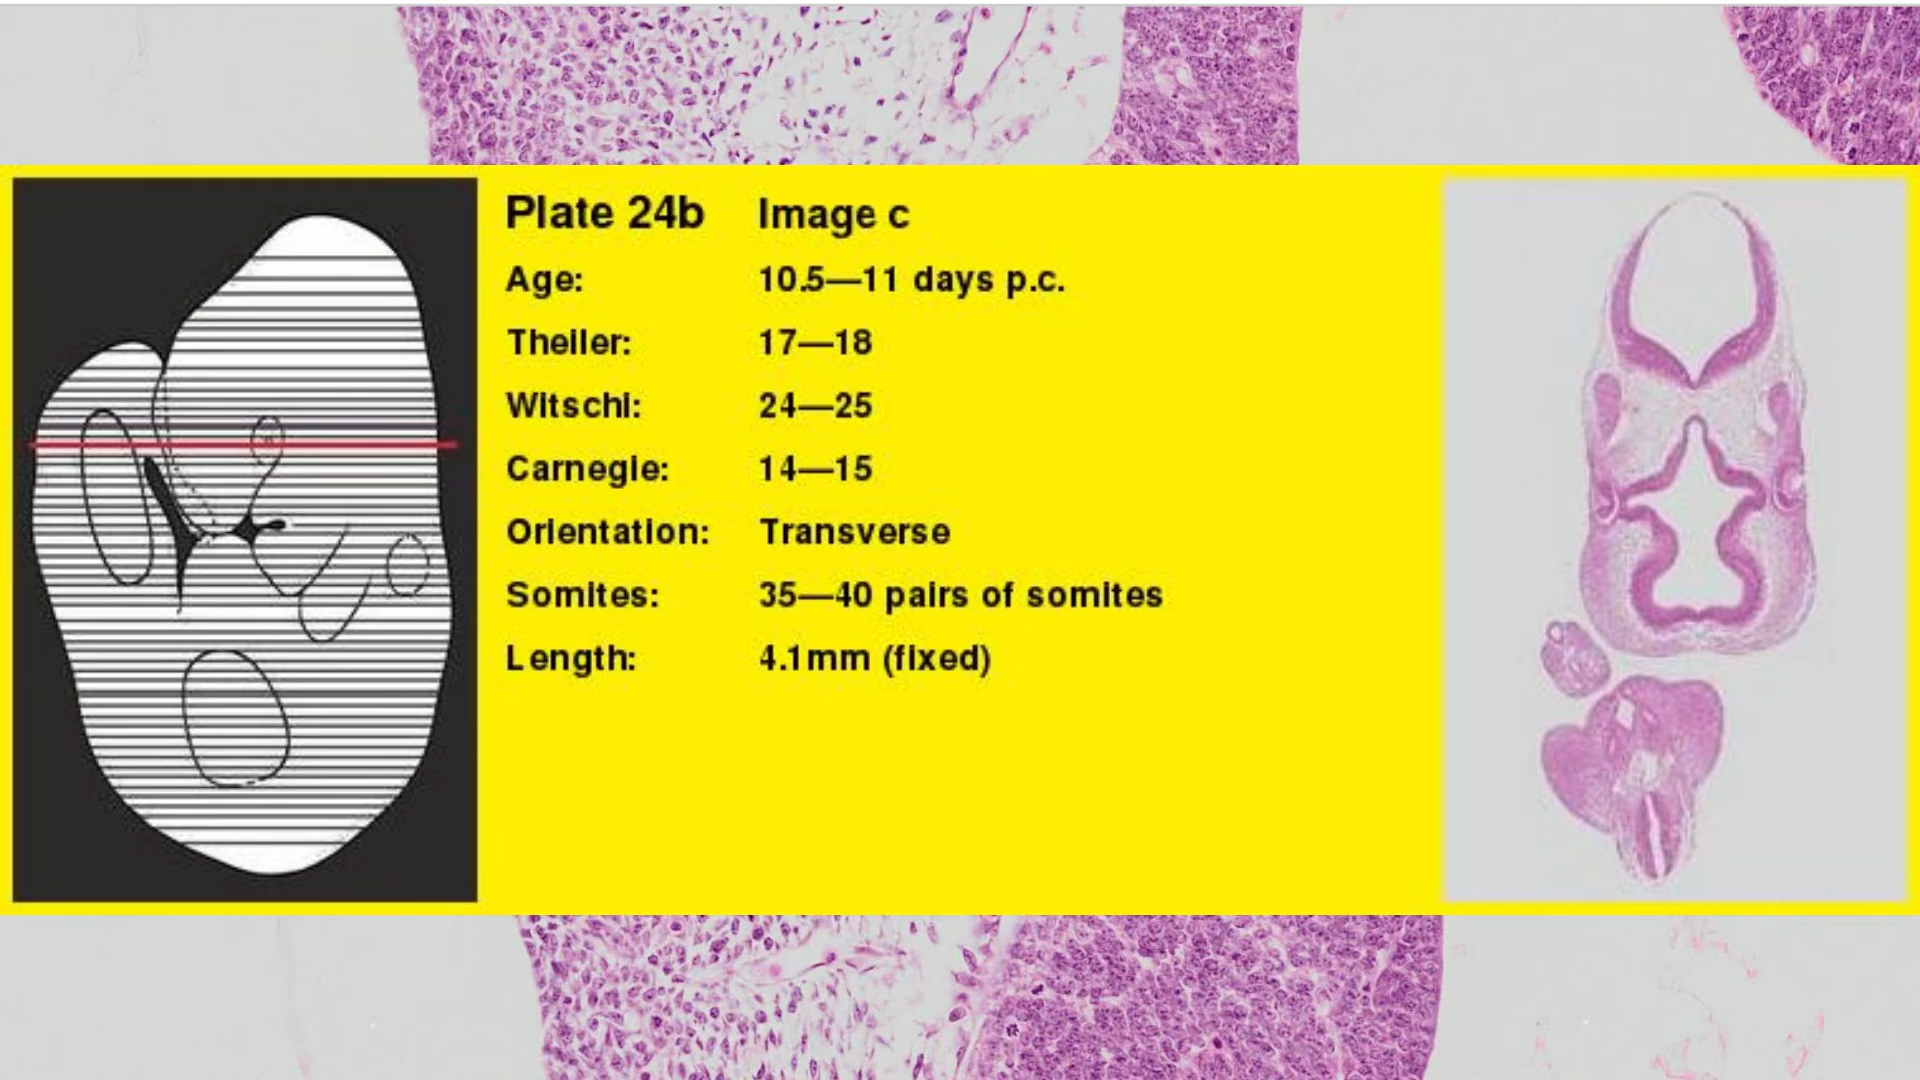 Plate 24b Image c
Age: 10.5—11 days p.c.
Theiler: 17—18
Witschi: 24—25
Carnegie: 14—15
Orientation: Transverse
Somites: 35—40 pairs of somites
Length: 4.1mm (fixed)